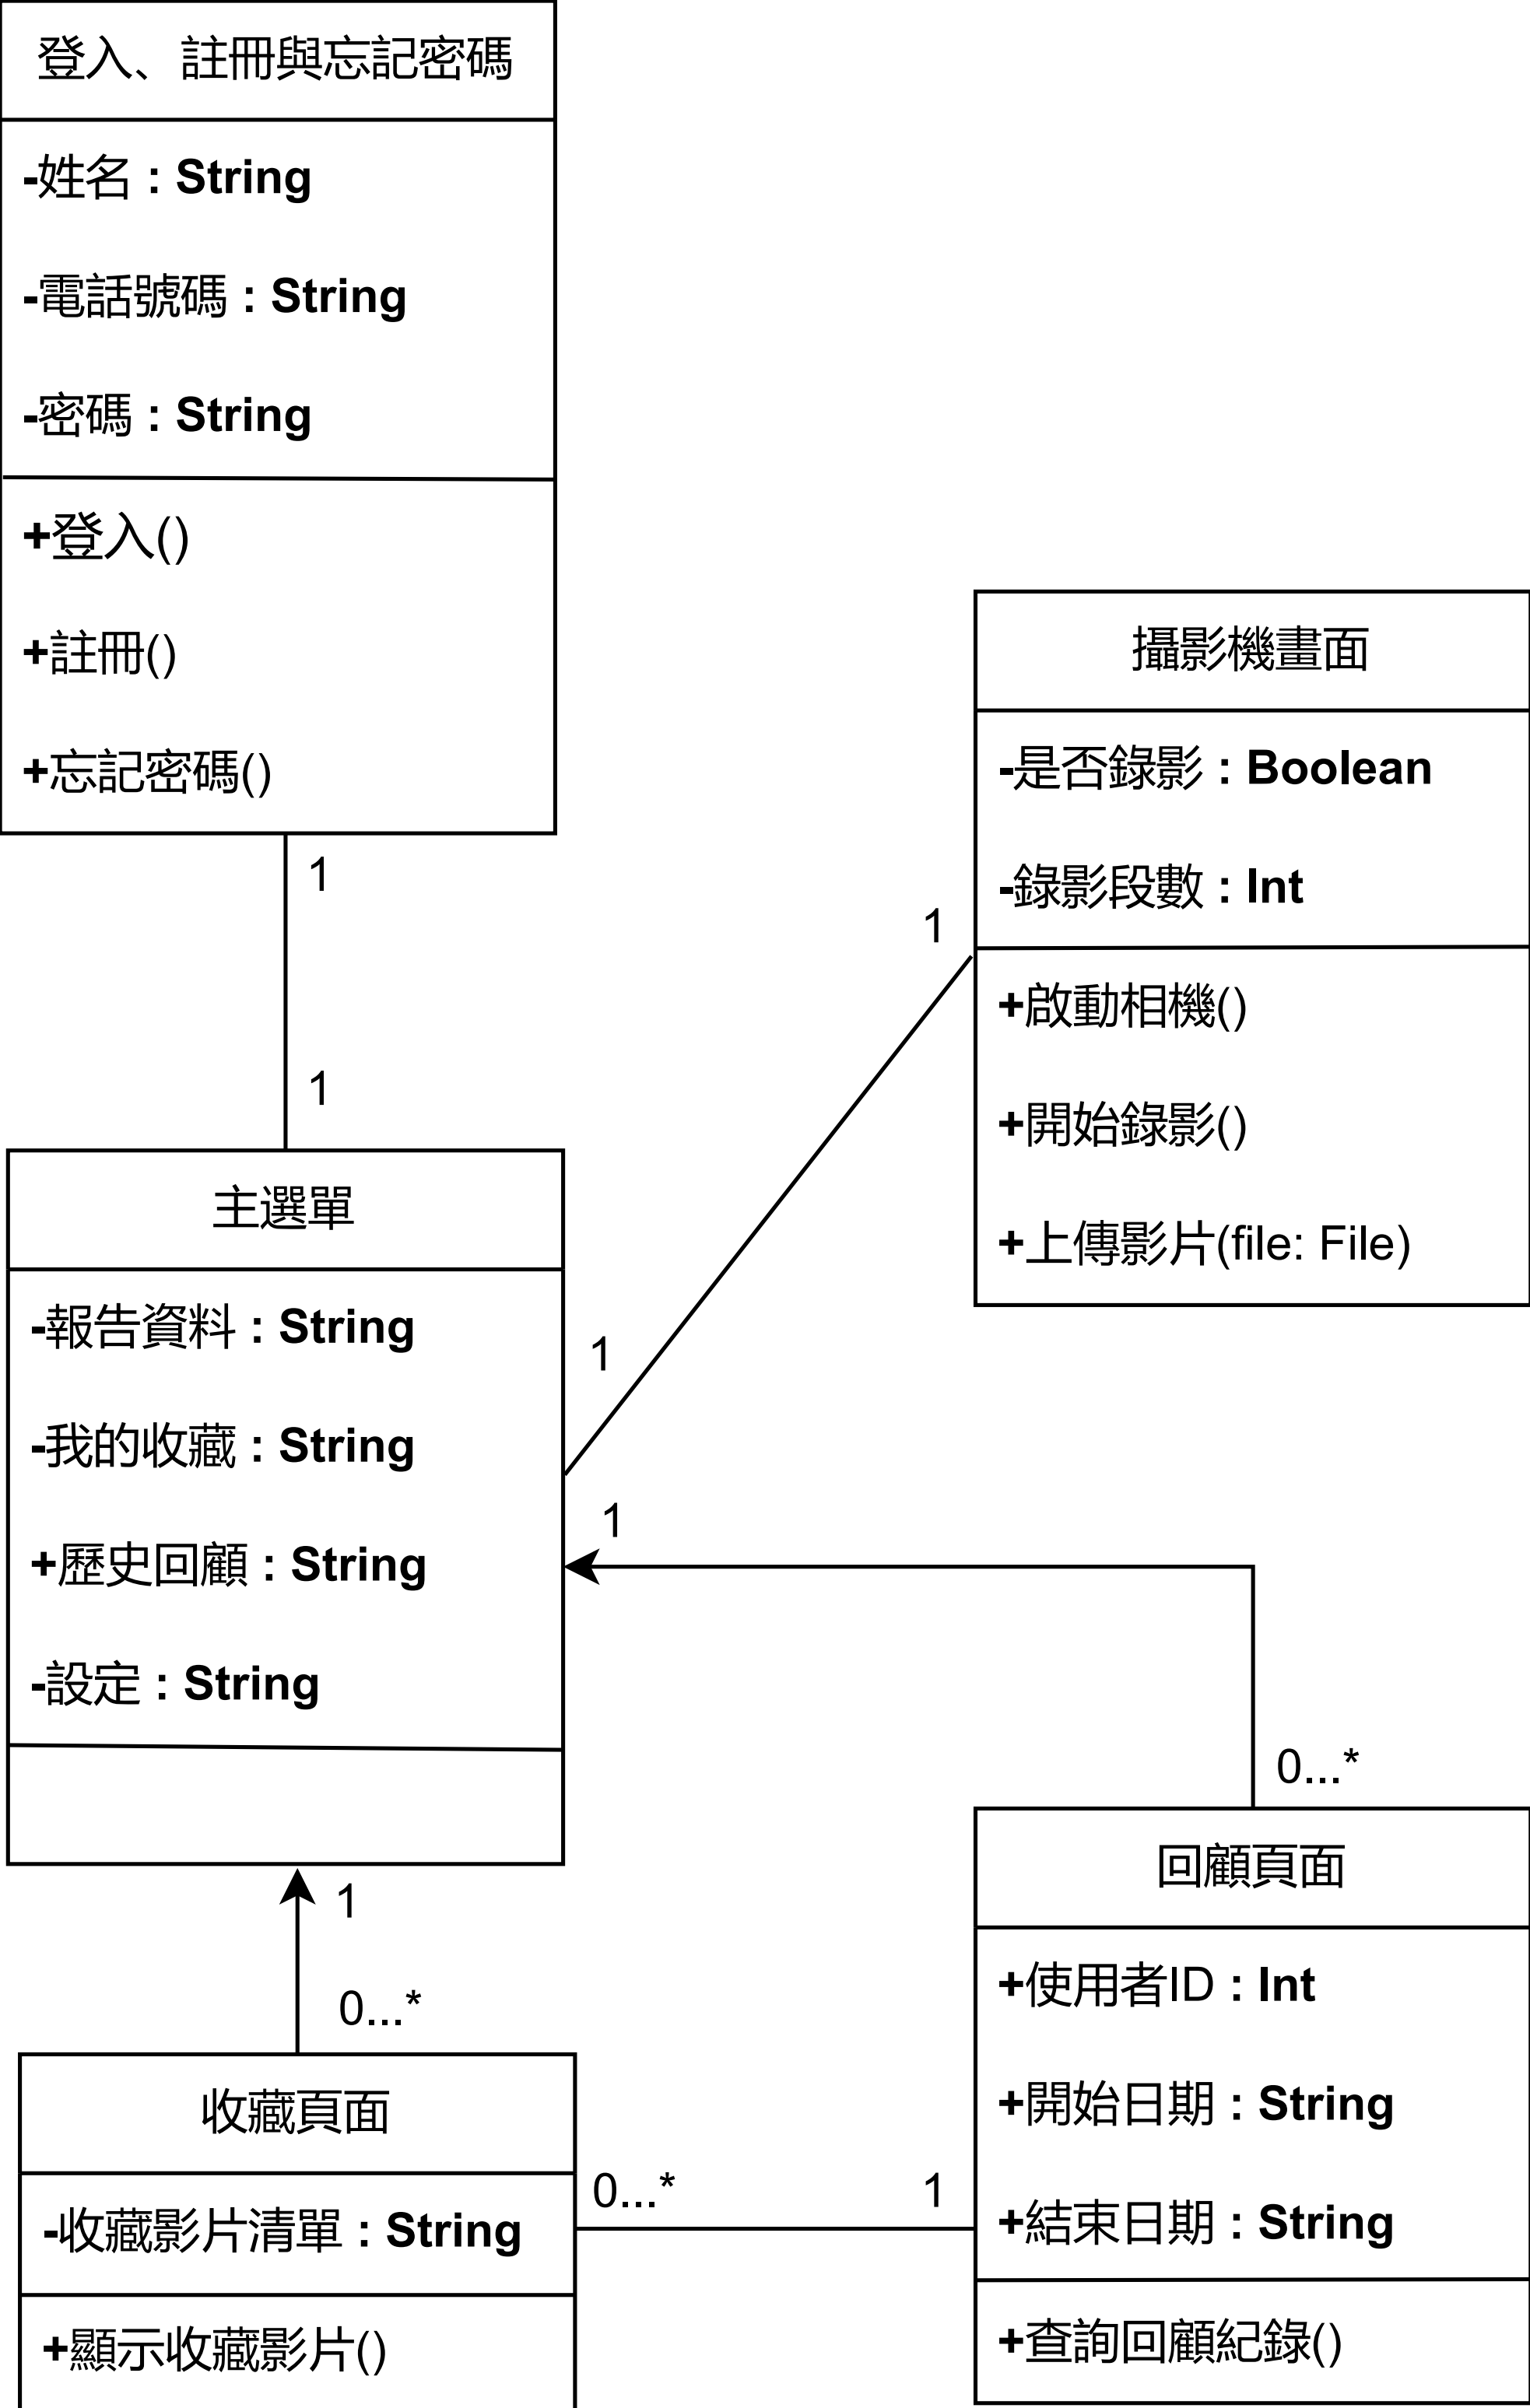 登入、註冊與忘記密碼
-姓名 : String
-電話號碼 : String
-密碼 : String
+登入()
+註冊()
+忘記密碼()
1
1
攝影機畫面
-是否錄影 : Boolean
-錄影段數 : Int
+啟動相機()
+開始錄影()
+上傳影片(file: File)
1
1
主選單
-報告資料 : String
-我的收藏 : String
+歷史回顧 : String
-設定 : String
1
0...*
回顧頁面
+使用者ID : Int
+開始日期 : String
+結束日期 : String
+查詢回顧紀錄()
1
0...*
收藏頁面
-收藏影片清單 : String
+顯示收藏影片()
0...*
1